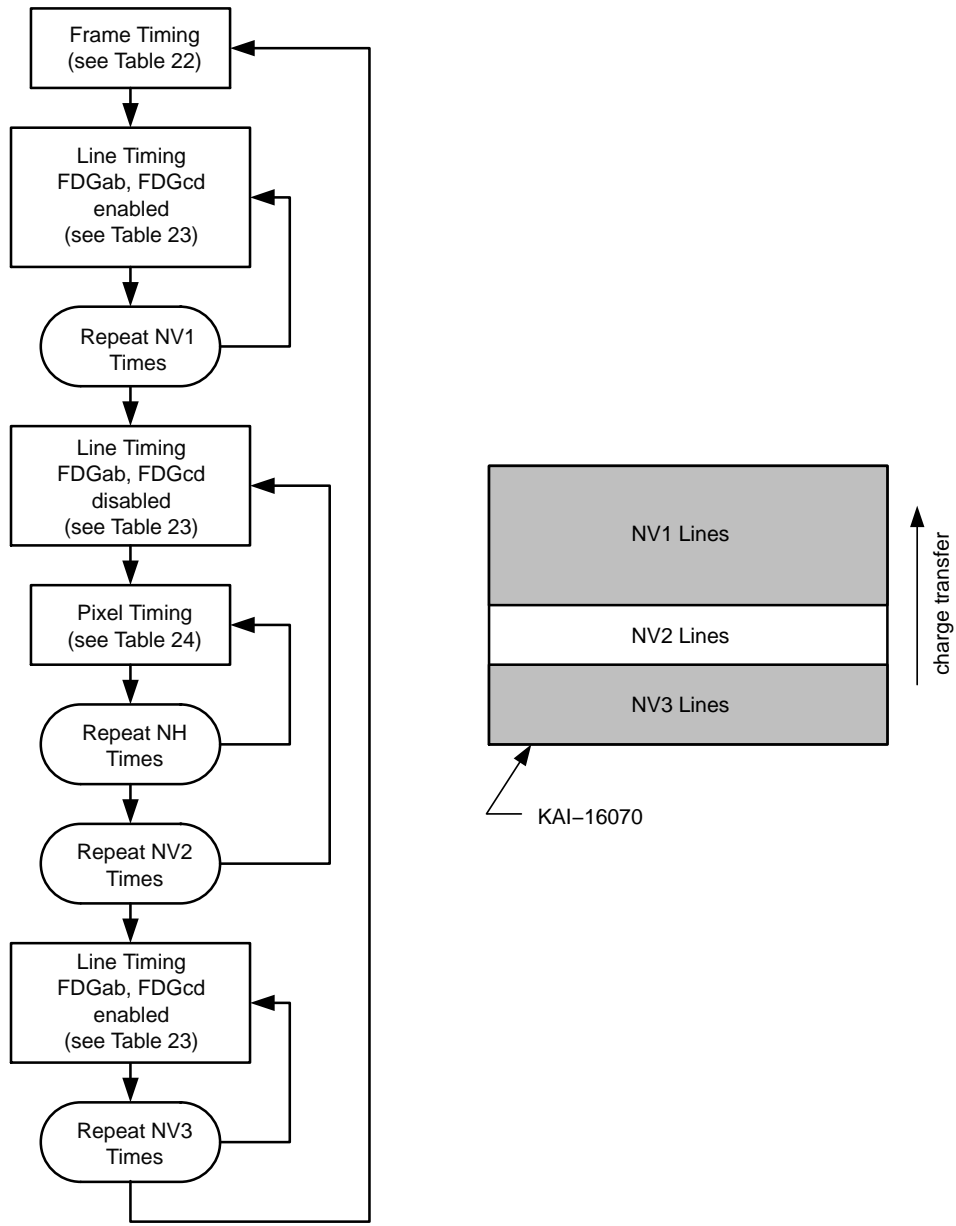 Frame Timing
(see Table 22)
Line Timing
FDGab, FDGcd
enabled
(see Table 23)
Repeat NV1
Times
Line Timing
FDGab, FDGcd
disabled
(see Table 23)
Pixel Timing
(see Table 24)
Repeat NH
Times
Repeat NV2
Times
Line Timing
FDGab, FDGcd
enabled
(see Table 23)
Repeat NV3
Times
NV1 Lines
NV2 Lines
NV3 Lines
charge transfer
KAI−16070